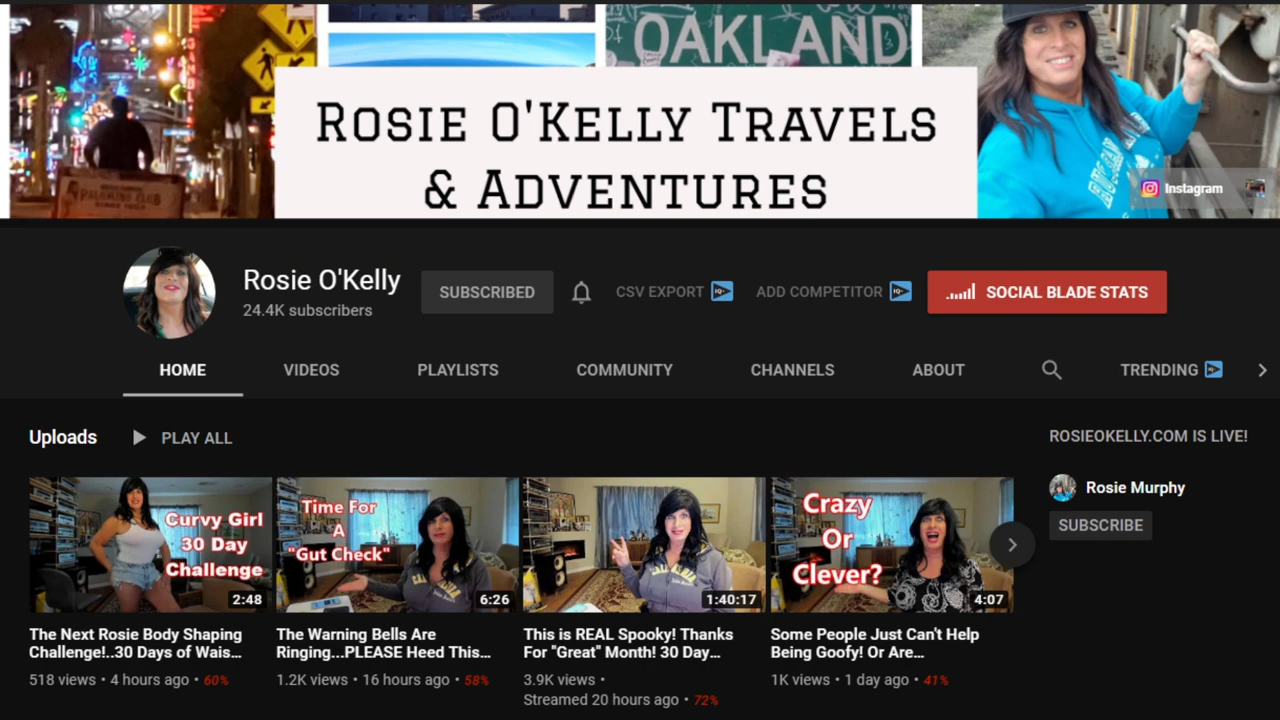 OAKLAND
GAMBLE
PALOMINO CLUB
ROSIE O'KELLY TRAVELS
& ADVENTURES
Instagram
Rosie O'Kelly
24.4K subscribers
SUBSCRIBED
CSV EXPORT
ADD COMPETITOR
SOCIAL BLADE STATS
HOME
VIDEOS
PLAYLISTS
COMMUNITY
CHANNELS
ABOUT
TRENDING
Uploads
PLAY ALL
ROSIEOKELLY.COM IS LIVE!
Rosie Murphy
SUBSCRIBE
Curvy Girl
30 Day
Challenge
2:48
The Next Rosie Body Shaping
Challenge!..30 Days of Wais...
518 views • 4 hours ago • 60%
Time For
A
"Gut Check"
6:26
The Warning Bells Are
Ringing...PLEASE Heed This...
1.2K views • 16 hours ago • 58%
CALIFORNIA
1:40:17
This is REAL Spooky! Thanks
For "Great" Month! 30 Day...
3.9K views •
Streamed 20 hours ago • 72%
Crazy
Or
Clever?
4:07
Some People Just Can't Help
Being Goofy! Or Are...
1K views • 1 day ago • 41%